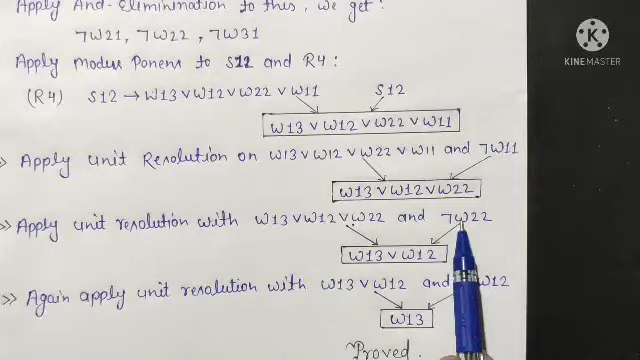 Apply And-Elimination to this, we get:
¬W21, ¬W22, ¬W31
Apply Modus Ponens to S12 and R4:
(R4) S12 → W13 ∨ W12 ∨ W22 ∨ W11 S12
W13 ∨ W12 ∨ W22 ∨ W11
> Apply unit Resolution on W13 ∨ W12 ∨ W22 ∨ W11 and ¬W11
W13 ∨ W12 ∨ W22
>> Apply unit resolution with W13 ∨ W12 ∨ W22 and ¬W22
W13 ∨ W12
>> Again apply unit resolution with W13 ∨ W12 and W12
W13
Proved.
K
KINEMASTER